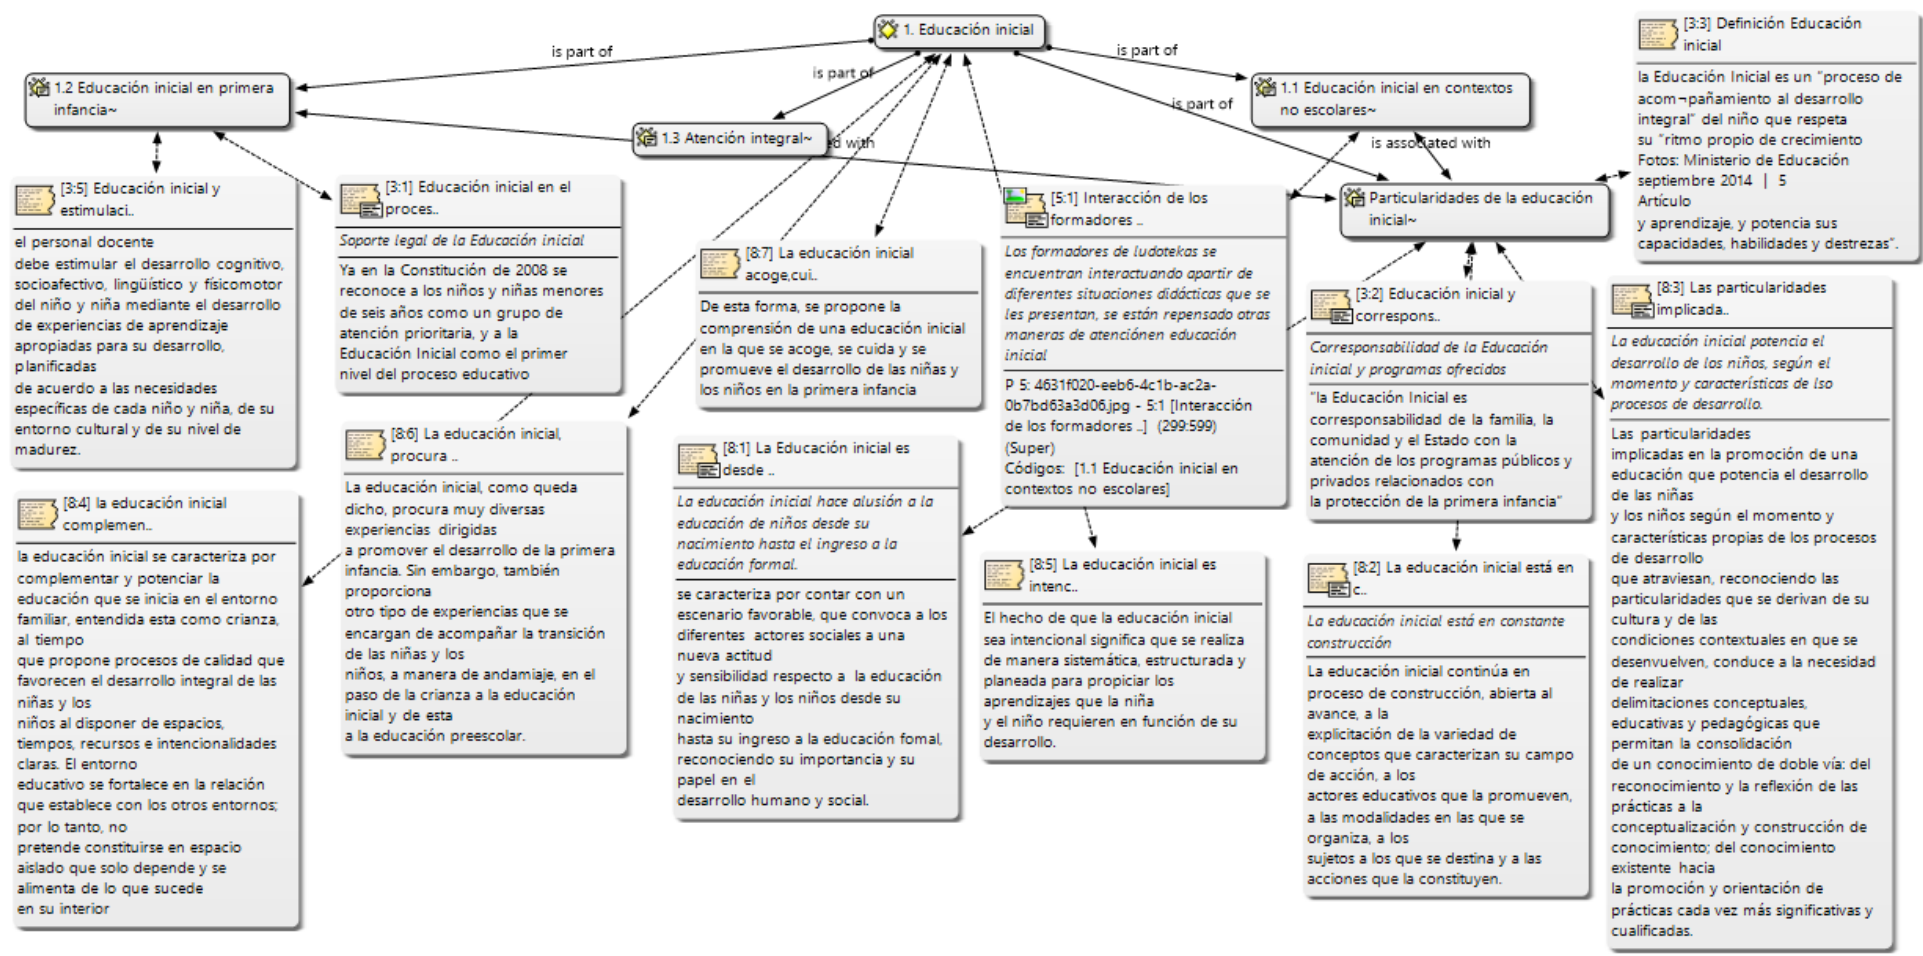 1. Educación inicial
is part of
is part of
is part of
is part of
1.2 Educación inicial en primera
infancia~
1.3 Atención integral~
d with
1.1 Educación inicial en contextos
no escolares~
is associated with
Particularidades de la educación
inicial~
[3:3] Definición Educación
inicial
la Educación Inicial es un "proceso de
acom¬pañamiento al desarrollo
integral" del niño que respeta
su "ritmo propio de crecimiento
Fotos: Ministerio de Educación
septiembre 2014 | 5
Artículo
y aprendizaje, y potencia sus
capacidades, habilidades y destrezas".
[3:5] Educación inicial y
estimulaci..
el personal docente
debe estimular el desarrollo cognitivo,
socioafectivo, lingüístico y físicomotor
del niño y niña mediante el desarrollo
de experiencias de aprendizaje
apropiadas para su desarrollo,
planificadas
de acuerdo a las necesidades
específicas de cada niño y niña, de su
entorno cultural y de su nivel de
madurez.
[3:1] Educación inicial en el
proces..
Soporte legal de la Educación inicial
Ya en la Constitución de 2008 se
reconoce a los niños y niñas menores
de seis años como un grupo de
atención prioritaria, y a la
Educación Inicial como el primer
nivel del proceso educativo
[8:7] La educación inicial
acoge,cui..
De esta forma, se propone la
comprensión de una educación inicial
en la que se acoge, se cuida y se
promueve el desarrollo de las niñas y
los niños en la primera infancia
[5:1] Interacción de los
formadores ..
Los formadores de ludotekas se
encuentran interactuando apartir de
diferentes situaciones didácticas que se
les presentan, se están repensado otras
maneras de atenciónen educación
inicial
P 5: 4631f020-eeb6-4c1b-ac2a-
0b7bd63a3d06.jpg - 5:1 [Interacción
de los formadores ..] (299:599)
(Super)
Códigos: [1.1 Educación inicial en
contextos no escolares]
[3:2] Educación inicial y
correspons..
Corresponsabilidad de la Educación
inicial y programas ofrecidos
"la Educación Inicial es
corresponsabilidad de la familia, la
comunidad y el Estado con la
atención de los programas públicos y
privados relacionados con
la protección de la primera infancia"
[8:3] Las particularidades
implicada..
La educación inicial potencia el
desarrollo de los niños, según el
momento y características de lso
procesos de desarrollo.
Las particularidades
implicadas en la promoción de una
educación que potencia el desarrollo
de las niñas
y los niños según el momento y
características propias de los procesos
de desarrollo
que atraviesan, reconociendo las
particularidades que se derivan de su
cultura y de las
condiciones contextuales en que se
desenvuelven, conduce a la necesidad
de realizar
delimitaciones conceptuales,
educativas y pedagógicas que
permitan la consolidación
de un conocimiento de doble vía: del
reconocimiento y la reflexión de las
prácticas a la
conceptualización y construcción de
conocimiento; del conocimiento
existente hacia
la promoción y orientación de
prácticas cada vez más significativas y
cualificadas.
[8:4] la educación inicial
complemen..
la educación inicial se caracteriza por
complementar y potenciar la
educación que se inicia en el entorno
familiar, entendida esta como crianza,
al tiempo
que propone procesos de calidad que
favorecen el desarrollo integral de las
niñas y los
niños al disponer de espacios,
tiempos, recursos e intencionalidades
claras. El entorno
educativo se fortalece en la relación
que establece con los otros entornos;
por lo tanto, no
pretende constituirse en espacio
aislado que solo depende y se
alimenta de lo que sucede
en su interior
[8:6] La educación inicial,
procura ..
La educación inicial, como queda
dicho, procura muy diversas
experiencias dirigidas
a promover el desarrollo de la primera
infancia. Sin embargo, también
proporciona
otro tipo de experiencias que se
encargan de acompañar la transición
de las niñas y los
niños, a manera de andamiaje, en el
paso de la crianza a la educación
inicial y de esta
a la educación preescolar.
[8:1] La Educación inicial es
desde ..
La educación inicial hace alusión a la
educación de niños desde su
nacimiento hasta el ingreso a la
educación formal.
se caracteriza por contar con un
escenario favorable, que convoca a los
diferentes actores sociales a una
nueva actitud
y sensibilidad respecto a la educación
de las niñas y los niños desde su
nacimiento
hasta su ingreso a la educación fomal,
reconociendo su importancia y su
papel en el
desarrollo humano y social.
[8:5] La educación inicial es
intenc..
El hecho de que la educación inicial
sea intencional significa que se realiza
de manera sistemática, estructurada y
planeada para propiciar los
aprendizajes que la niña
y el niño requieren en función de su
desarrollo.
[8:2] La educación inicial está en
c..
La educación inicial está en constante
construcción
La educación inicial continúa en
proceso de construcción, abierta al
avance, a la
explicitación de la variedad de
conceptos que caracterizan su campo
de acción, a los
actores educativos que la promueven,
a las modalidades en las que se
organiza, a los
sujetos a los que se destina y a las
acciones que la constituyen.